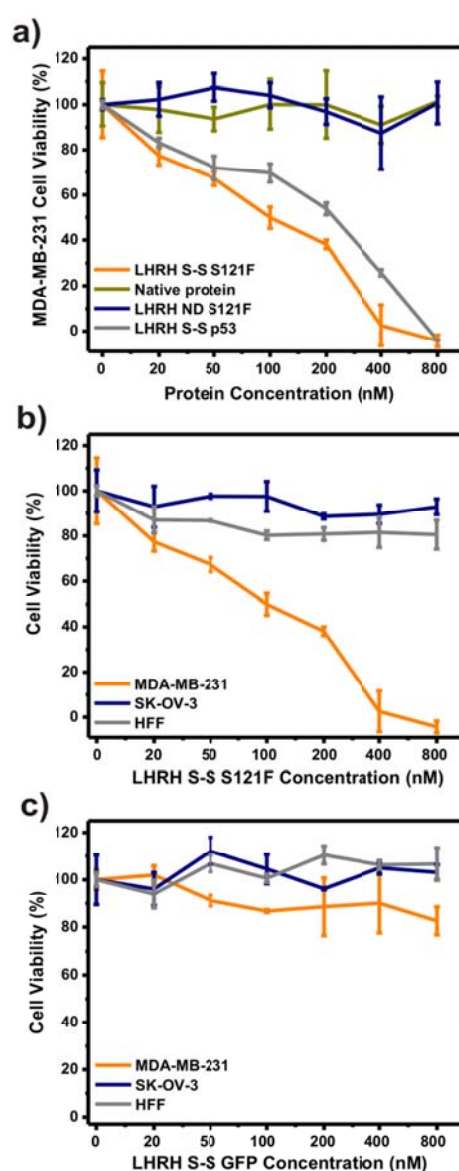 a)
120
100
80
60
40
20
0
MDA-MB-231 Cell Viability (%)
LHRH S-S S121F
Native protein
LHRH ND S121F
LHRH S-S p53
0 20 50 100 200 400 800
Protein Concentration (nM)
b)
120
100
80
60
40
20
0
Cell Viability (%)
MDA-MB-231
SK-OV-3
HFF
0 20 50 100 200 400 800
LHRH S-S S121F Concentration (nM)
c)
120
100
80
60
40
20
0
Cell Viability (%)
MDA-MB-231
SK-OV-3
HFF
0 20 50 100 200 400 800
LHRH S-S GFP Concentration (nM)